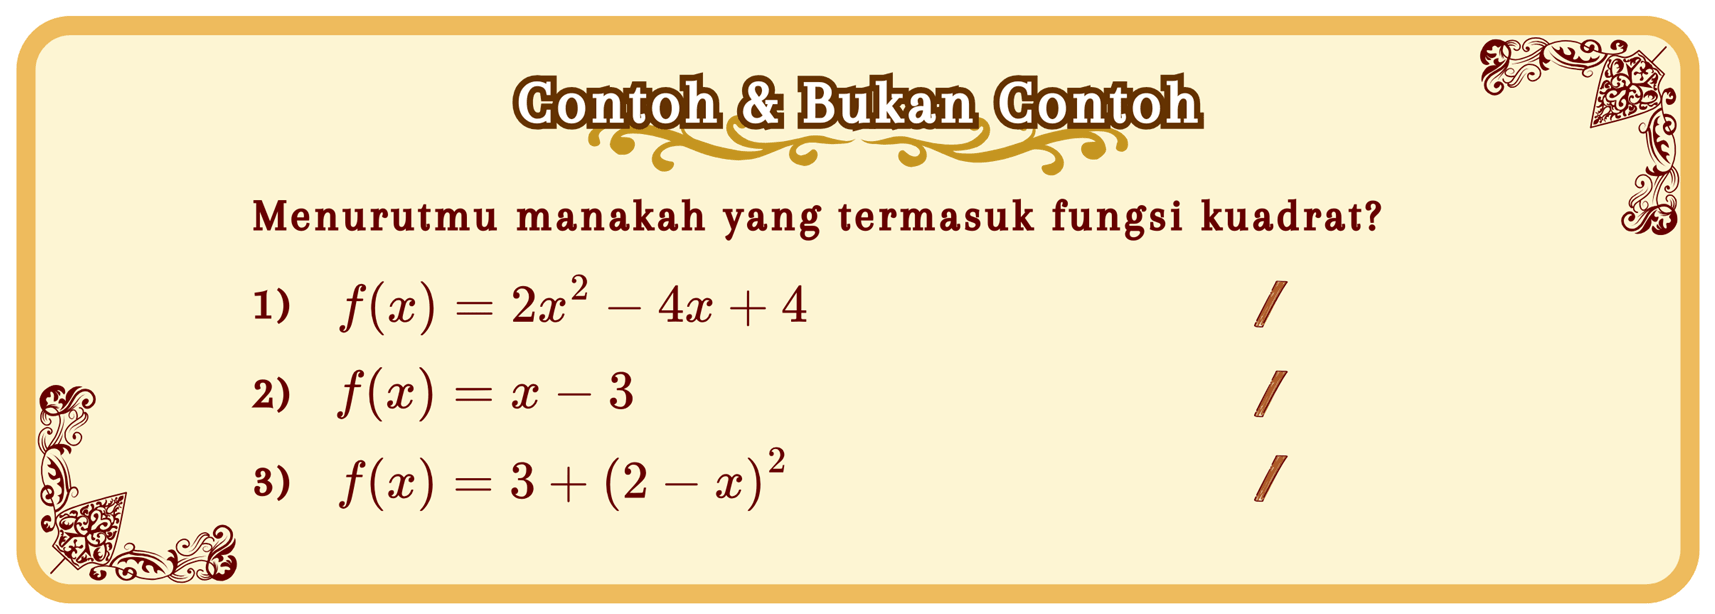 Contoh & Bukan Contoh
Menurutmu manakah yang termasuk fungsi kuadrat?
1) f(x) = 2x² − 4x + 4 /
2) f(x) = x − 3 /
3) f(x) = 3 + (2 − x)² /